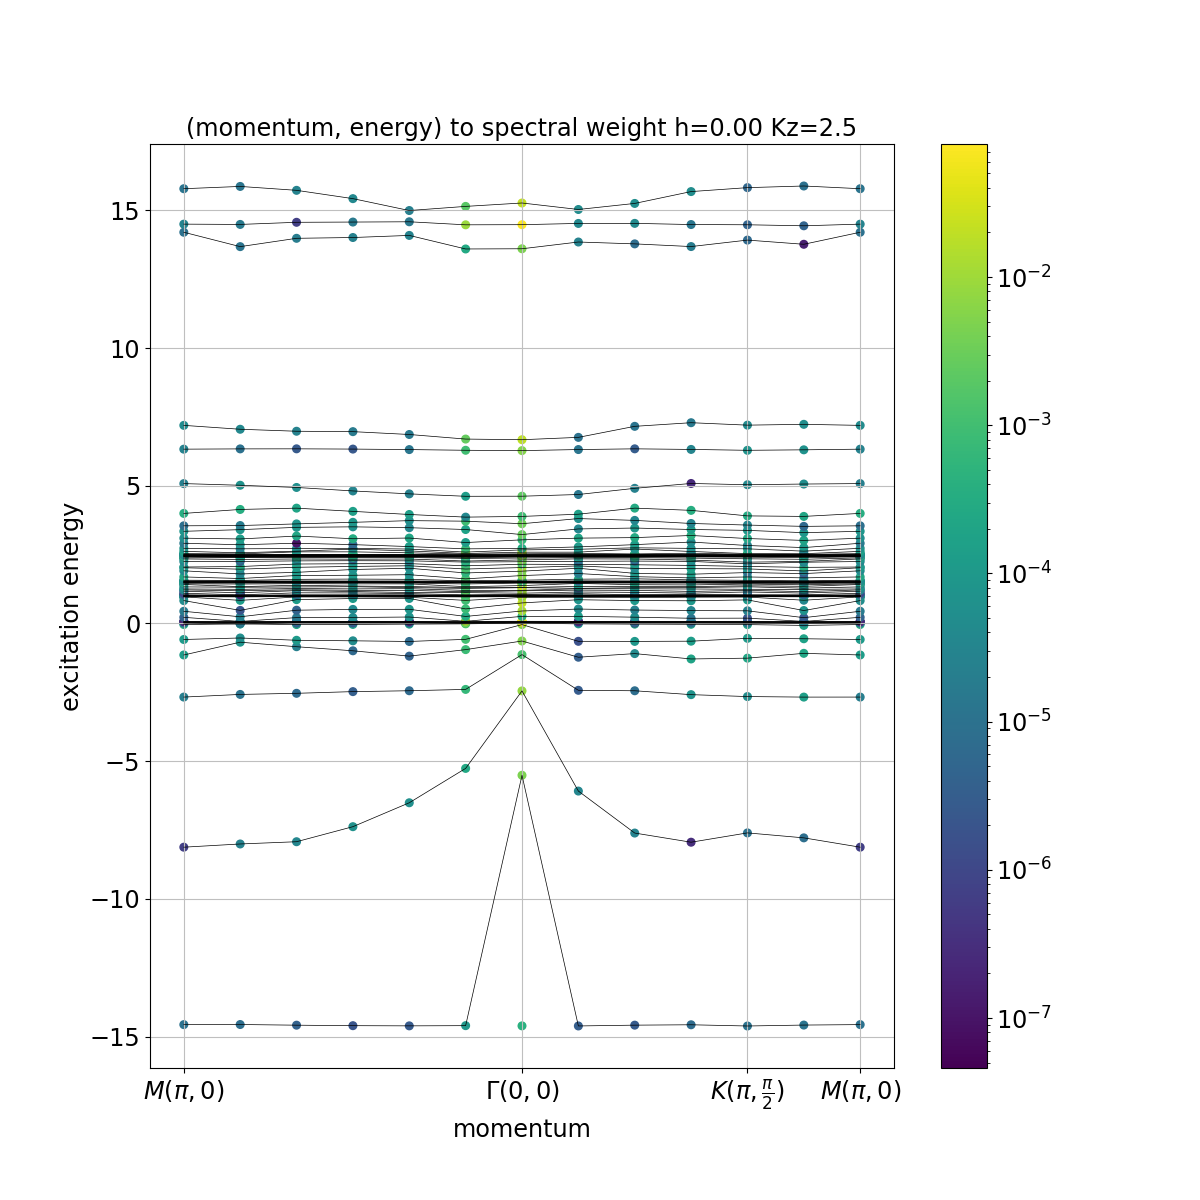 (momentum, energy) to spectral weight h=0.00 Kz=2.5
15
10
5
0
−5
−10
−15
excitation energy
M(π, 0)
Γ(0, 0)
K(π, π/2)
M(π, 0)
momentum
10⁻²
10⁻³
10⁻⁴
10⁻⁵
10⁻⁶
10⁻⁷